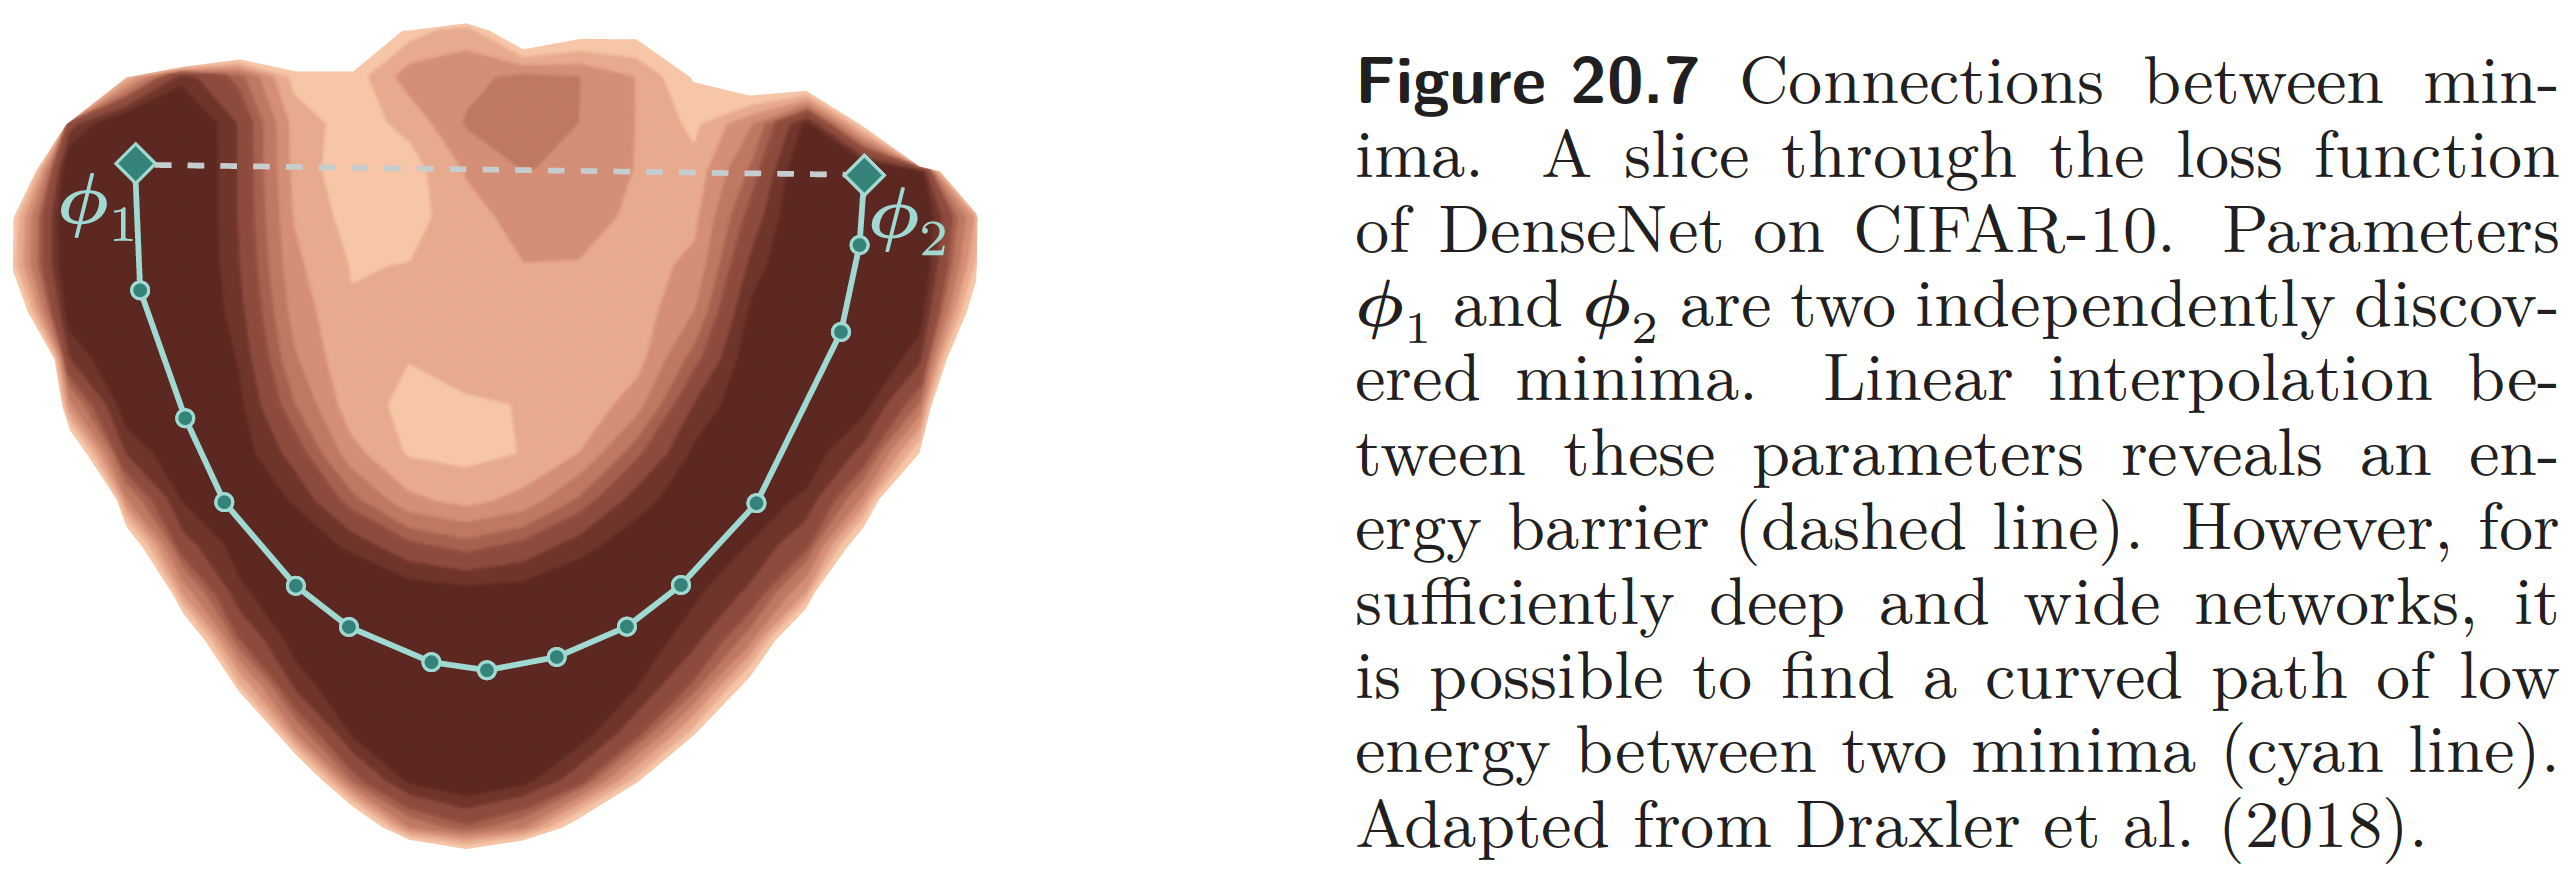 ϕ1
ϕ2
Figure 20.7 Connections between min-
ima. A slice through the loss function
of DenseNet on CIFAR-10. Parameters
ϕ1 and ϕ2 are two independently discov-
ered minima. Linear interpolation be-
tween these parameters reveals an en-
ergy barrier (dashed line). However, for
sufficiently deep and wide networks, it
is possible to find a curved path of low
energy between two minima (cyan line).
Adapted from Draxler et al. (2018).